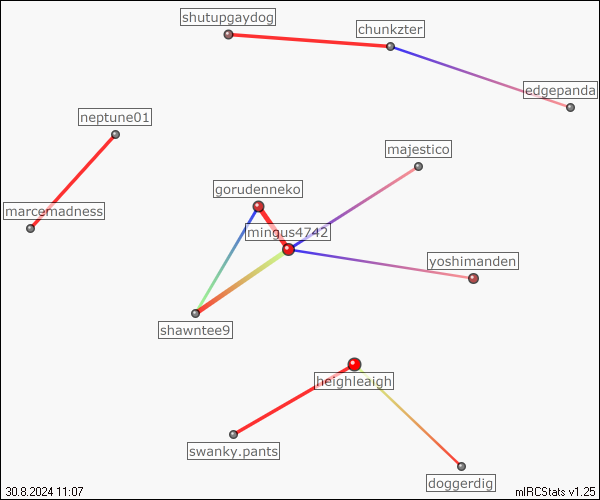 shutupgaydog
chunkzter
edgepanda
neptune01
majestico
gorudenneko
marcemadness
mingus4742
yoshimanden
shawntee9
heighleaigh
swanky.pants
doggerdig
30.8.2024 11:07
mIRCStats v1.25